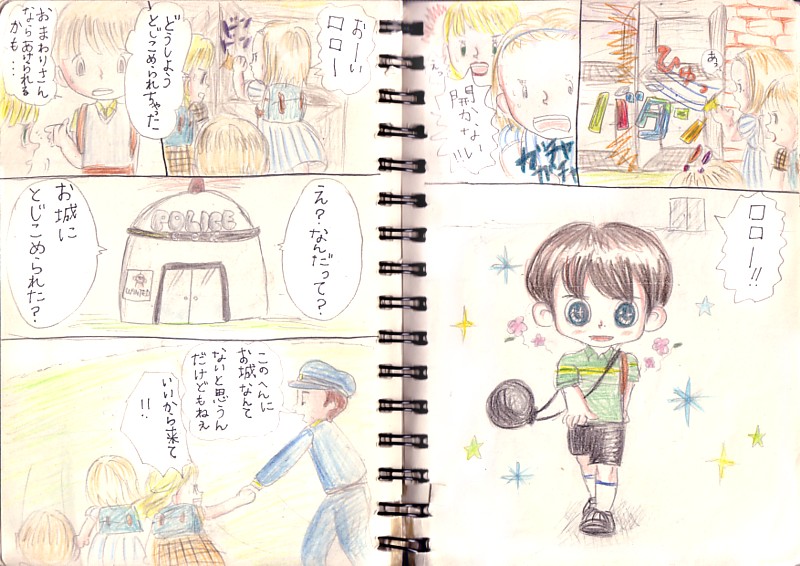 あっ
ひゅっ
バターン
えっ
開かない!!!
ガチャ
ガチャ
ロロー!!
おーい
ロロー
ドン
ドン
どうしよう
とじこめられちゃった
おまわりさん
ならあけられる
かも…
え?なんだって?
POLICE
WANTED
お城に
とじこめられた?
このへんに
お城なんて
ないと思うん
だけどもねぇ
いいから来て
!!